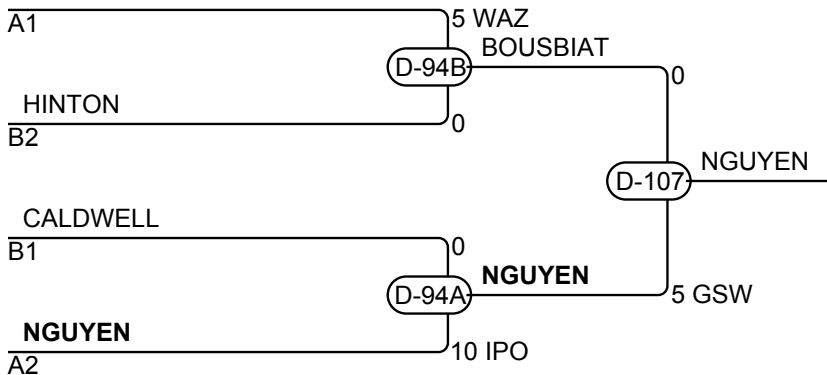 A1
5 WAZ
D-94B
BOUSBIAT
0
HINTON
B2
0
D-107
NGUYEN
CALDWELL
B1
0
D-94A
NGUYEN
5 GSW
NGUYEN
A2
10 IPO